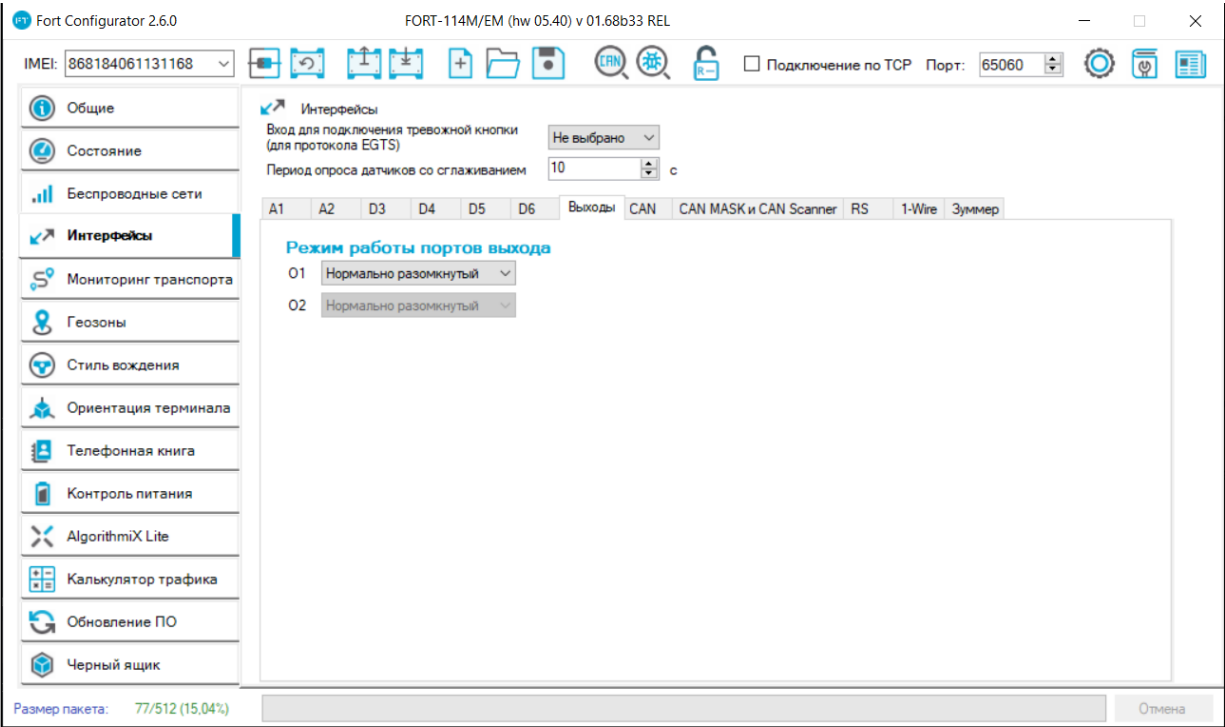 Fort Configurator 2.6.0
FORT-114M/EM (hw 05.40) v 01.68b33 REL
IMEI: 868184061131168
CAN
R–
Подключение по TCP Порт: 65060
Общие
Состояние
Беспроводные сети
Интерфейсы
Мониторинг транспорта
Геозоны
Стиль вождения
Ориентация терминала
Телефонная книга
Контроль питания
AlgorithmiX Lite
Калькулятор трафика
Обновление ПО
Черный ящик
Интерфейсы
Вход для подключения тревожной кнопки
(для протокола EGTS)
Не выбрано
Период опроса датчиков со сглаживанием 10 с
A1 A2 D3 D4 D5 D6 Выходы CAN CAN MASK и CAN Scanner RS 1-Wire Зуммер
Режим работы портов выхода
O1 Нормально разомкнутый
O2 Нормально разомкнутый
Размер пакета: 77/512 (15,04%)
Отмена